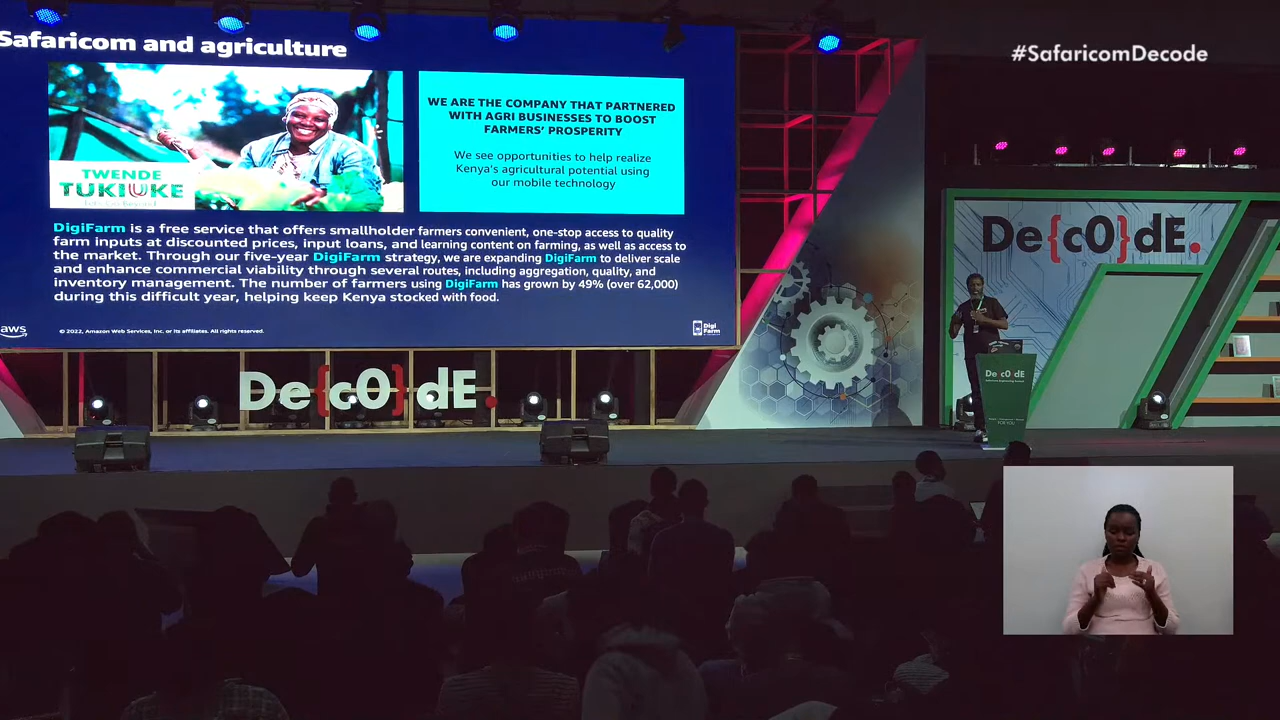 Safaricom and agriculture
#SafaricomDecode
TWENDE
TUKIUKE
Let's Go Beyond
WE ARE THE COMPANY THAT PARTNERED
WITH AGRI BUSINESSES TO BOOST
FARMERS' PROSPERITY
We see opportunities to help realize
Kenya's agricultural potential using
our mobile technology
DigiFarm is a free service that offers smallholder farmers convenient, one-stop access to quality
farm inputs at discounted prices, input loans, and learning content on farming, as well as access to
the market. Through our five-year DigiFarm strategy, we are expanding DigiFarm to deliver scale
and enhance commercial viability through several routes, including aggregation, quality, and
inventory management. The number of farmers using DigiFarm has grown by 49% (over 62,000)
during this difficult year, helping keep Kenya stocked with food.
aws
© 2022, Amazon Web Services, Inc. or its affiliates. All rights reserved.
Digi
Farm
De{c0}dE.
De{c0}dE.
De{c0}dE
FOR YOU